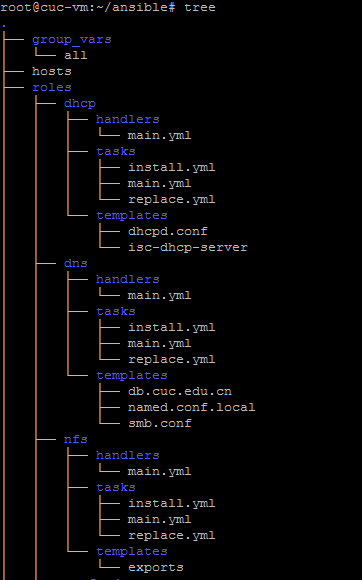 root@cuc-vm:~/ansible# tree
.
├── group_vars
│   └── all
├── hosts
├── roles
│   ├── dhcp
│   │   ├── handlers
│   │   │   └── main.yml
│   │   ├── tasks
│   │   │   ├── install.yml
│   │   │   ├── main.yml
│   │   │   └── replace.yml
│   │   └── templates
│   │       ├── dhcpd.conf
│   │       └── isc-dhcp-server
│   ├── dns
│   │   ├── handlers
│   │   │   └── main.yml
│   │   ├── tasks
│   │   │   ├── install.yml
│   │   │   ├── main.yml
│   │   │   └── replace.yml
│   │   └── templates
│   │       ├── db.cuc.edu.cn
│   │       ├── named.conf.local
│   │       └── smb.conf
│   ├── nfs
│   │   ├── handlers
│   │   │   └── main.yml
│   │   ├── tasks
│   │   │   ├── install.yml
│   │   │   ├── main.yml
│   │   │   └── replace.yml
│   │   └── templates
│   │       └── exports